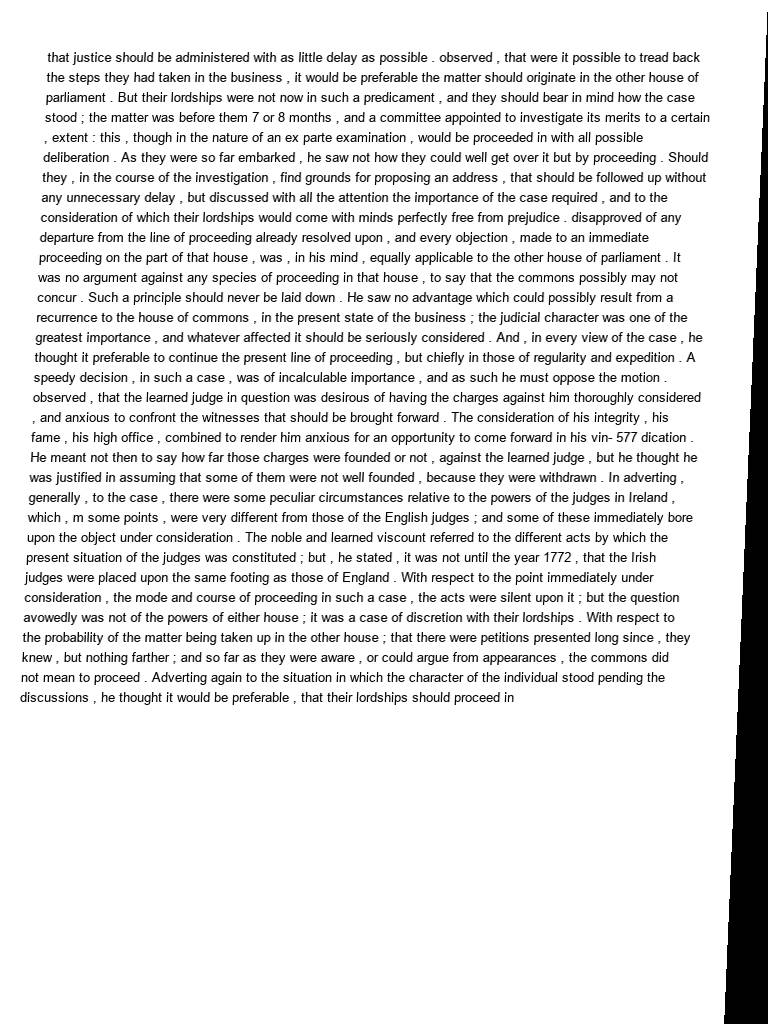 that justice should be administered with as little delay as possible . observed , that were it possible to tread back
the steps they had taken in the business , it would be preferable the matter should originate in the other house of
parliament . But their lordships were not now in such a predicament , and they should bear in mind how the case
stood ; the matter was before them 7 or 8 months , and a committee appointed to investigate its merits to a certain
, extent : this , though in the nature of an ex parte examination , would be proceeded in with all possible
deliberation . As they were so far embarked , he saw not how they could well get over it but by proceeding . Should
they , in the course of the investigation , find grounds for proposing an address , that should be followed up without
any unnecessary delay , but discussed with all the attention the importance of the case required , and to the
consideration of which their lordships would come with minds perfectly free from prejudice . disapproved of any
departure from the line of proceeding already resolved upon , and every objection , made to an immediate
proceeding on the part of that house , was , in his mind , equally applicable to the other house of parliament . It
was no argument against any species of proceeding in that house , to say that the commons possibly may not
concur . Such a principle should never be laid down . He saw no advantage which could possibly result from a
recurrence to the house of commons , in the present state of the business ; the judicial character was one of the
greatest importance , and whatever affected it should be seriously considered . And , in every view of the case , he
thought it preferable to continue the present line of proceeding , but chiefly in those of regularity and expedition . A
speedy decision , in such a case , was of incalculable importance , and as such he must oppose the motion .
observed , that the learned judge in question was desirous of having the charges against him thoroughly considered
, and anxious to confront the witnesses that should be brought forward . The consideration of his integrity , his
fame , his high office , combined to render him anxious for an opportunity to come forward in his vin- 577 dication .
He meant not then to say how far those charges were founded or not , against the learned judge , but he thought he
was justified in assuming that some of them were not well founded , because they were withdrawn . In adverting ,
generally , to the case , there were some peculiar circumstances relative to the powers of the judges in Ireland ,
which , m some points , were very different from those of the English judges ; and some of these immediately bore
upon the object under consideration . The noble and learned viscount referred to the different acts by which the
present situation of the judges was constituted ; but , he stated , it was not until the year 1772 , that the Irish
judges were placed upon the same footing as those of England . With respect to the point immediately under
consideration , the mode and course of proceeding in such a case , the acts were silent upon it ; but the question
avowedly was not of the powers of either house ; it was a case of discretion with their lordships . With respect to
the probability of the matter being taken up in the other house ; that there were petitions presented long since , they
knew , but nothing farther ; and so far as they were aware , or could argue from appearances , the commons did
not mean to proceed . Adverting again to the situation in which the character of the individual stood pending the
discussions , he thought it would be preferable , that their lordships should proceed in